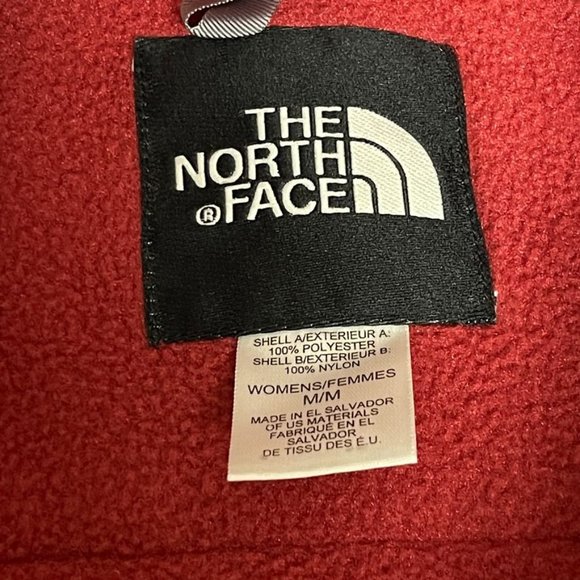 THE
NORTH
®FACE
SHELL A/EXTERIEUR A:
100% POLYESTER
SHELL B/EXTERIEUR B:
100% NYLON
WOMENS/FEMMES
M/M
MADE IN EL SALVADOR
OF US MATERIALS
FABRIQUÉ EN EL
SALVADOR
DE TISSU DES É.U.